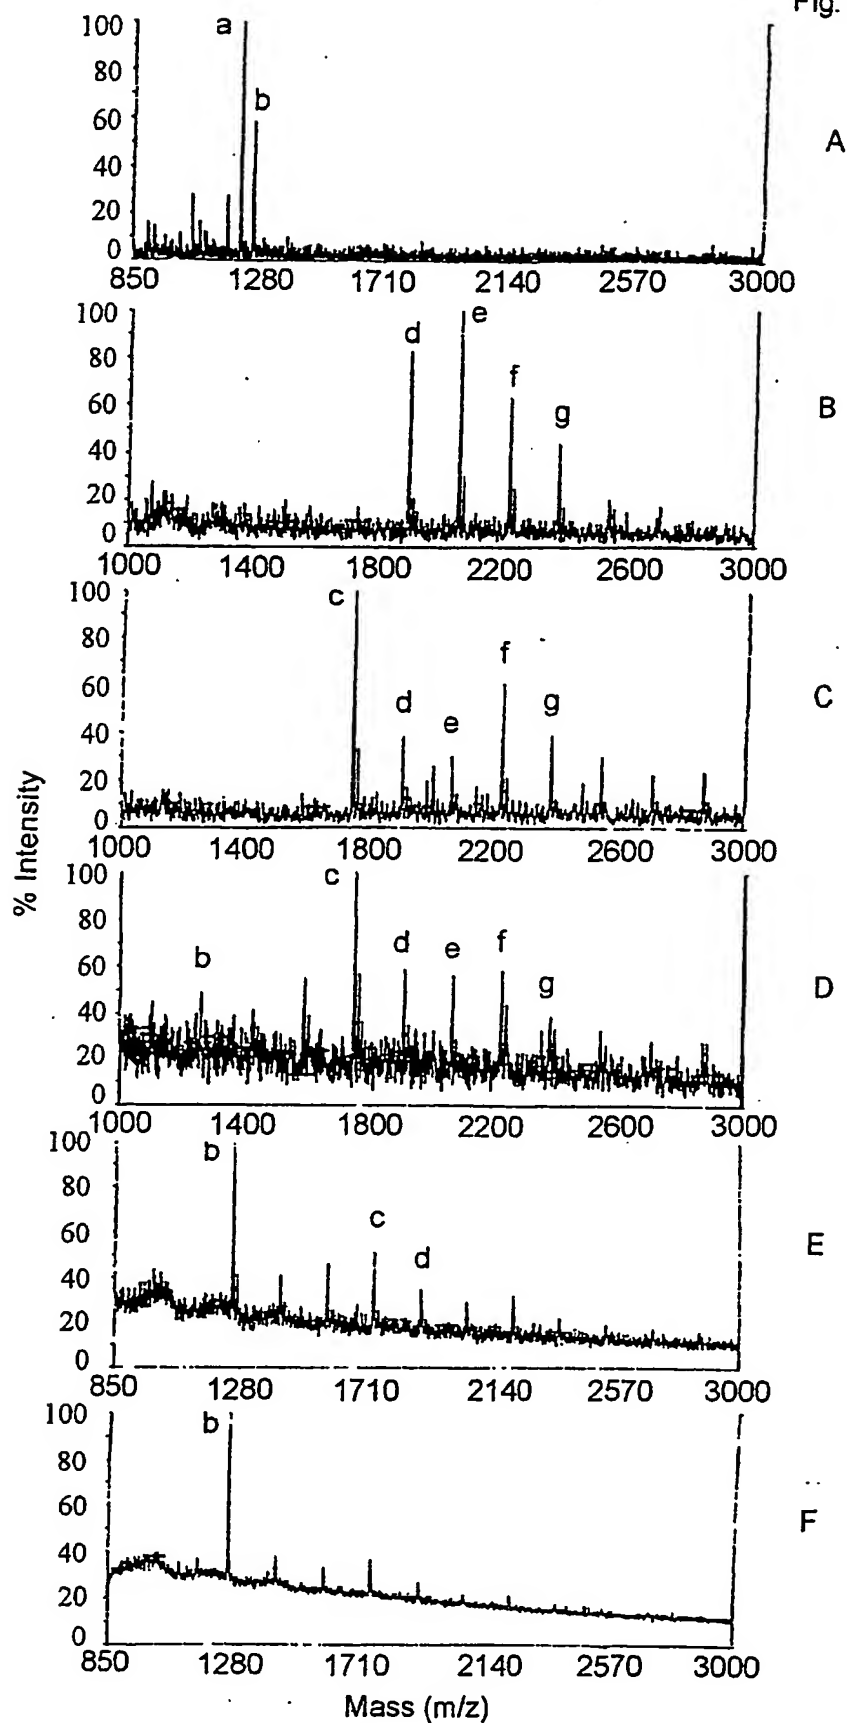 Fig.
100 a
80
60 b
40
20
0
A
850 1280 1710 2140 2570 3000
100 e
80 d
60 f
40 g
20
0
B
1000 1400 1800 2200 2600 3000
100 c
80
60 f
40 d e g
20
0
C
1000 1400 1800 2200 2600 3000
100 c
80
60 b d e f
40 g
20
0
D
1000 1400 1800 2200 2600 3000
100 b
80
60 c
40 d
20
0
E
850 1280 1710 2140 2570 3000
100 b
80
60
40
20
0
F
850 1280 1710 2140 2570 3000
% Intensity
Mass (m/z)